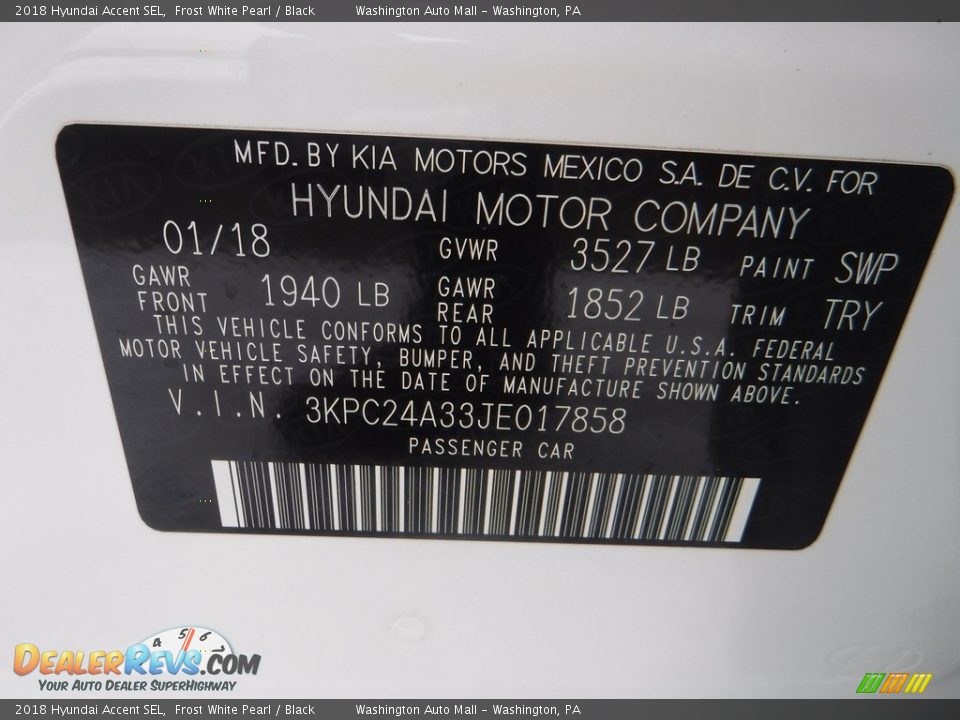 2018 Hyundai Accent SEL, Frost White Pearl / Black Washington Auto Mall - Washington, PA
MFD. BY KIA MOTORS MEXICO S.A. DE C.V. FOR
HYUNDAI MOTOR COMPANY
01/18 GVWR 3527 LB PAINT SWP
GAWR FRONT 1940 LB GAWR REAR 1852 LB TRIM TRY
THIS VEHICLE CONFORMS TO ALL APPLICABLE U.S.A. FEDERAL
MOTOR VEHICLE SAFETY, BUMPER, AND THEFT PREVENTION STANDARDS
IN EFFECT ON THE DATE OF MANUFACTURE SHOWN ABOVE.
V.I.N. 3KPC24A33JE017858
PASSENGER CAR
4 5 6 7
DEALERREVS.COM
YOUR AUTO DEALER SUPERHIGHWAY
2018 Hyundai Accent SEL, Frost White Pearl / Black Washington Auto Mall - Washington, PA